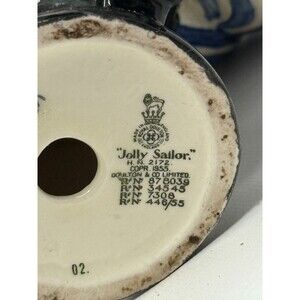 "Jolly Sailor."
H. N. 2172.
COPR. 1955.
DOULTON & CO LIMITED.
Rᵈ Nº 878039
Rᵈ Nº 34545
Rᵈ Nº 7308
Rᵈ Nº 446/55
02.